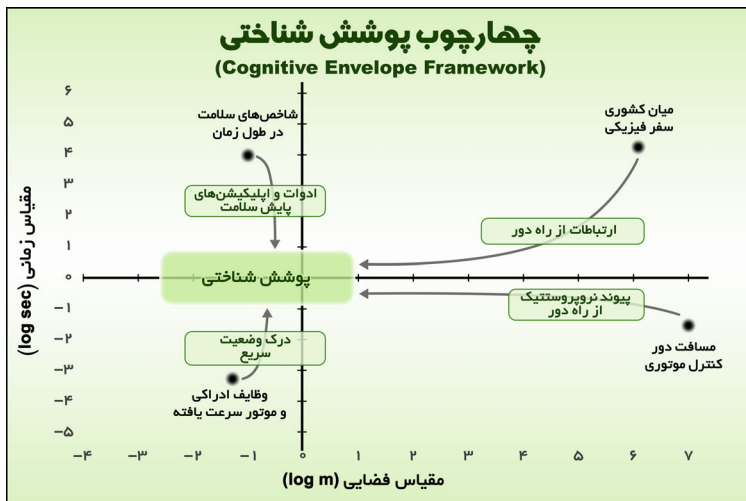 چهارچوب پوشش شناختی
(Cognitive Envelope Framework)
میان کشوری
سفر فیزیکی
شاخص‌های سلامت
در طول زمان
ادوات و اپلیکیشن‌های
پایش سلامت
ارتباطات از راه دور
پوشش شناختی
پیوند نروپروستتیک
از راه دور
درک وضعیت
سریع
مسافت دور
کنترل موتوری
وظایف ادراکی
و موتور سرعت یافته
مقیاس زمانی (log sec)
۶
۵
۴
۳
۲
۱
۰
−۱
−۲
−۳
−۴
−۵
−۴ −۳ −۲ −۱ ۰ ۱ ۲ ۳ ۴ ۵ ۶ ۷
مقیاس فضایی (log m)